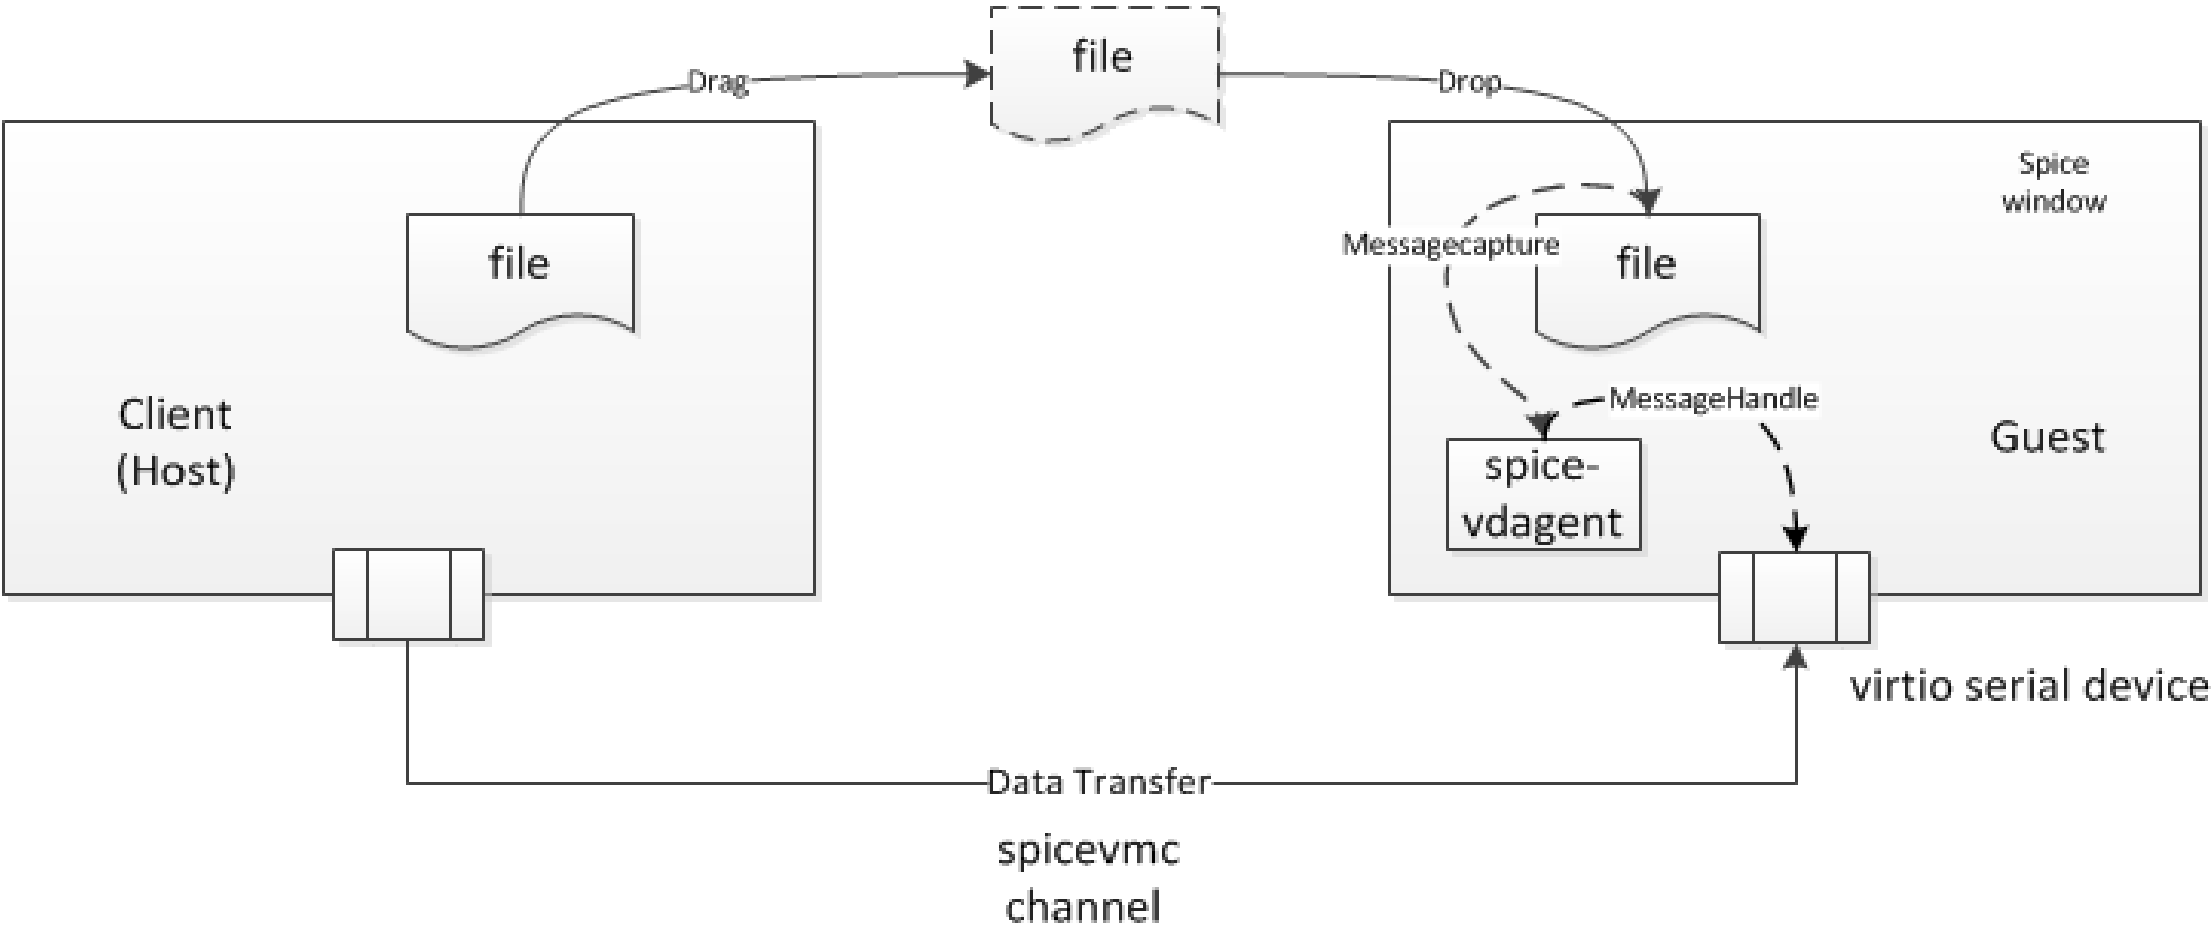 file
Drag
Drop
Spice
window
file
Messagecapture
file
Client
(Host)
MessageHandle
Guest
spice-
vdagent
virtio serial device
Data Transfer
spicevmc
channel